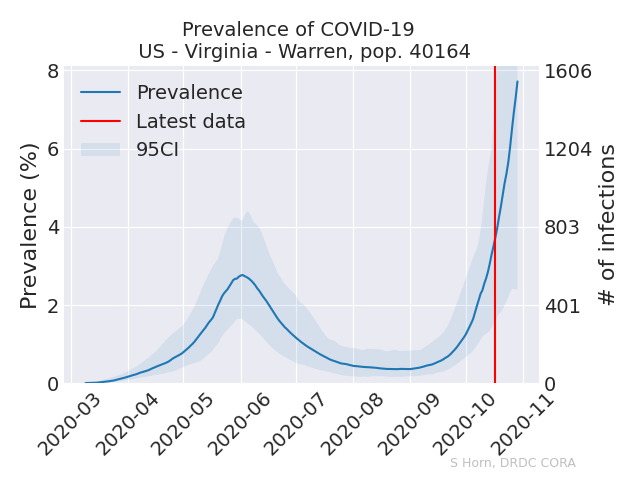 Prevalence of COVID-19
US - Virginia - Warren, pop. 40164
Prevalence
Latest data
95CI
Prevalence (%)
8
6
4
2
0
1606
1204
803
401
0
# of infections
2020-03
2020-04
2020-05
2020-06
2020-07
2020-08
2020-09
2020-10
2020-11
S Horn, DRDC CORA